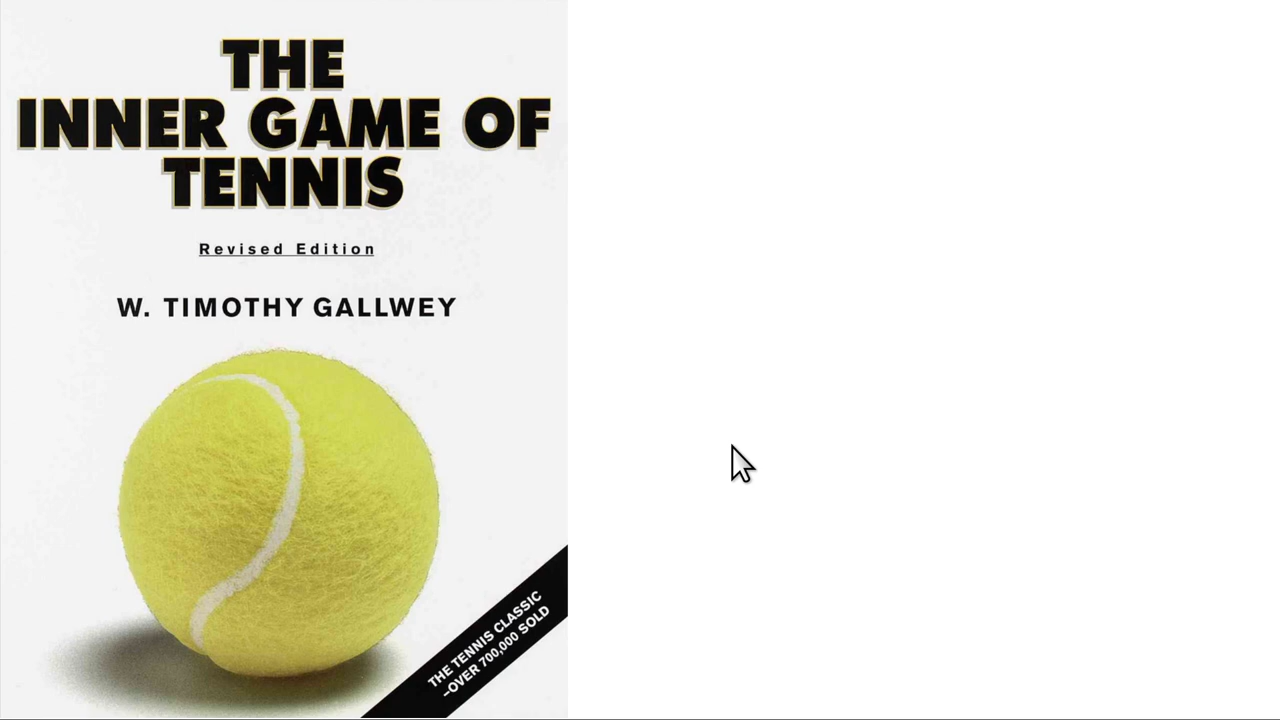 THE
INNER GAME OF
TENNIS
Revised Edition
W. TIMOTHY GALLWEY
THE TENNIS CLASSIC
–OVER 700,000 SOLD